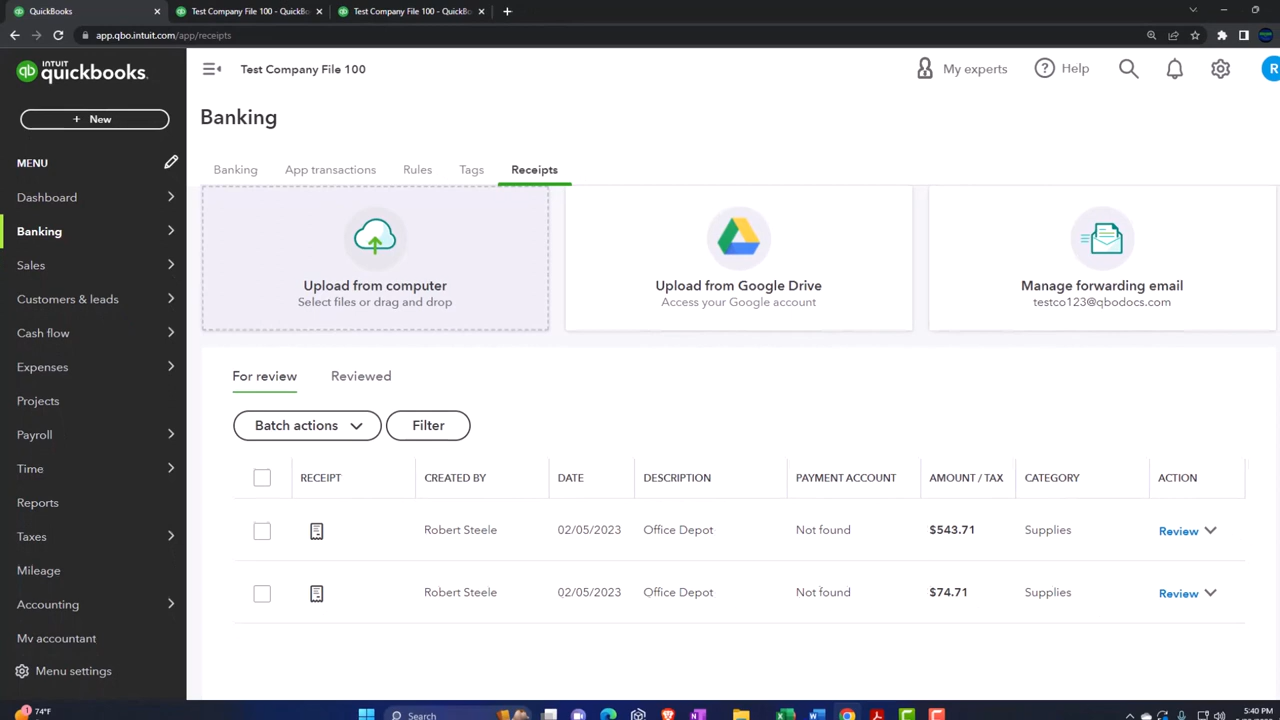 QuickBooks
Test Company File 100 - QuickBo
Test Company File 100 - QuickBo
app.qbo.intuit.com/app/receipts
INTUIT
quickbooks.
Test Company File 100
My experts
Help
R
+ New
Banking
MENU
Banking
App transactions
Rules
Tags
Receipts
Dashboard
Banking
Sales
Customers & leads
Cash flow
Expenses
Projects
Payroll
Time
Reports
Taxes
Mileage
Accounting
My accountant
Menu settings
Upload from computer
Select files or drag and drop
Upload from Google Drive
Access your Google account
Manage forwarding email
testco123@qbodocs.com
For review
Reviewed
Batch actions
Filter
RECEIPT
CREATED BY
DATE
DESCRIPTION
PAYMENT ACCOUNT
AMOUNT / TAX
CATEGORY
ACTION
Robert Steele
02/05/2023
Office Depot
Not found
$543.71
Supplies
Review
Robert Steele
02/05/2023
Office Depot
Not found
$74.71
Supplies
Review
1
74°F
Search
5:40 PM